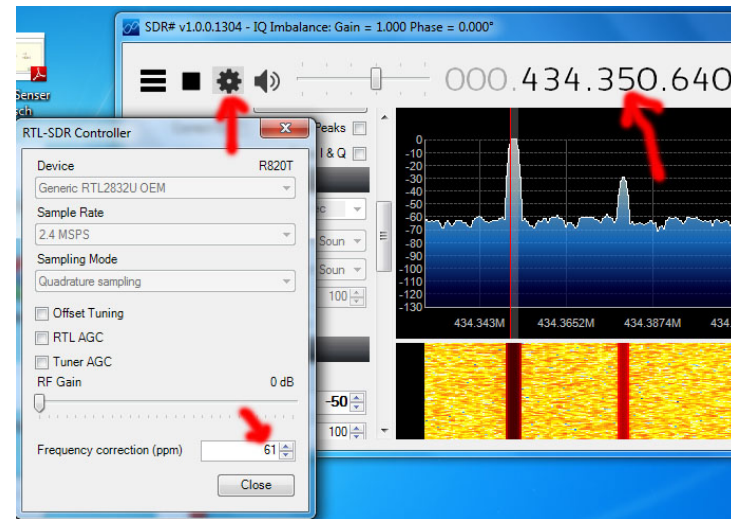 SDR# v1.0.0.1304 - IQ Imbalance: Gain = 1.000 Phase = 0.000°
000.434.350.640
Senser
RTL-SDR Controller
Device R820T
Generic RTL2832U OEM
Sample Rate
2.4 MSPS
Sampling Mode
Quadrature sampling
Offset Tuning
RTL AGC
Tuner AGC
RF Gain 0 dB
Frequency correction (ppm) 61
Close
Peaks
I & Q
Soun
Soun
100
-50
100
0
-10
-20
-30
-40
-50
-60
-70
-80
-90
-100
-110
-120
-130
434.343M 434.3652M 434.3874M 434.